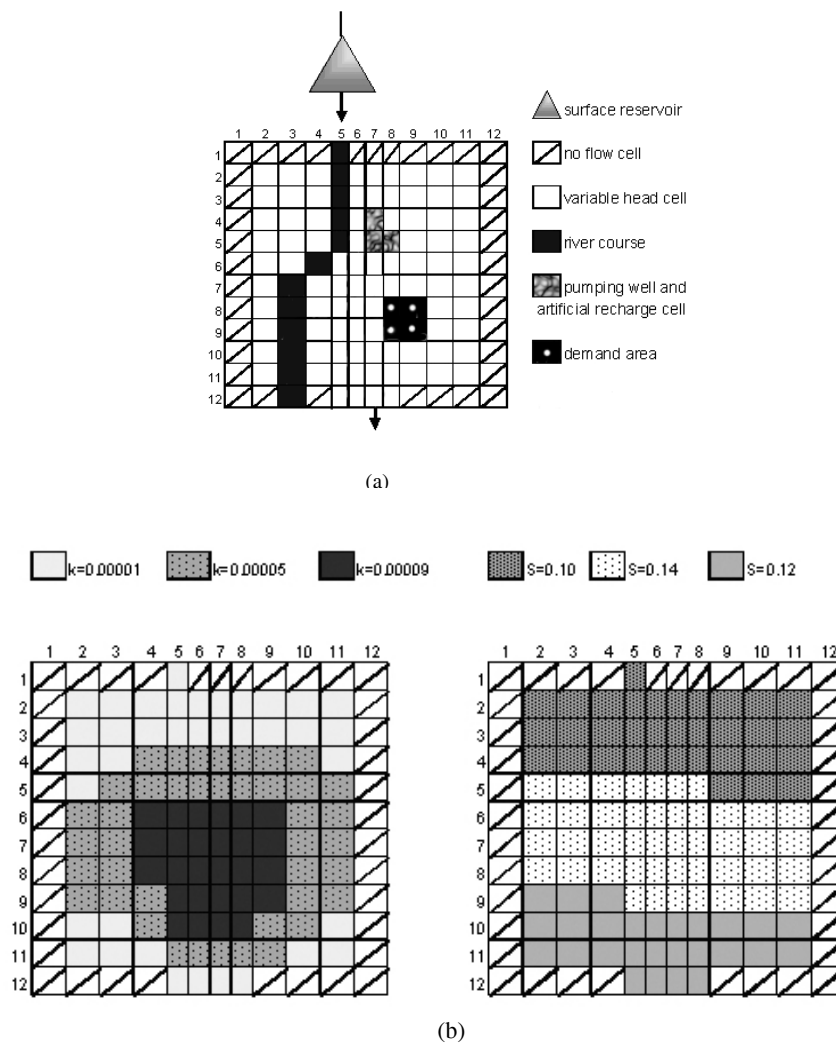 surface reservoir
1 2 3 4 5 6 7 8 9 10 11 12
1
no flow cell
2
3
variable head cell
4
5
river course
6
7
pumping well and
artificial recharge cell
8
9
demand area
10
11
12
(a)
k=0.00001 k=0.00005 k=0.00009 S=0.10 S=0.14 S=0.12
1 2 3 4 5 6 7 8 9 10 11 12
1
2
3
4
5
6
7
8
9
10
11
12
1 2 3 4 5 6 7 8 9 10 11 12
1
2
3
4
5
6
7
8
9
10
11
12
(b)